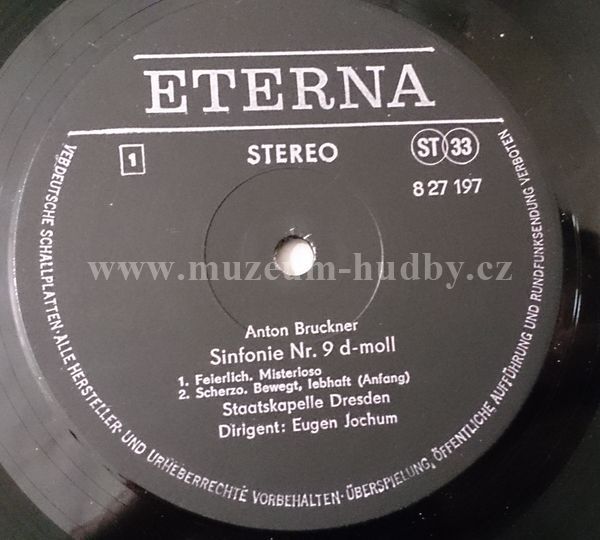 ETERNA
1
STEREO
ST 33
8 27 197
www.muzeum-hudby.cz
Anton Bruckner
Sinfonie Nr. 9 d-moll
1. Feierlich. Misterioso
2. Scherzo. Bewegt, lebhaft (Anfang)
Staatskapelle Dresden
Dirigent: Eugen Jochum
VEB DEUTSCHE SCHALLPLATTEN · ALLE HERSTELLER- UND URHEBERRECHTE VORBEHALTEN · ÜBERSPIELUNG, ÖFFENTLICHE AUFFÜHRUNG UND RUNDFUNKSENDUNG VERBOTEN